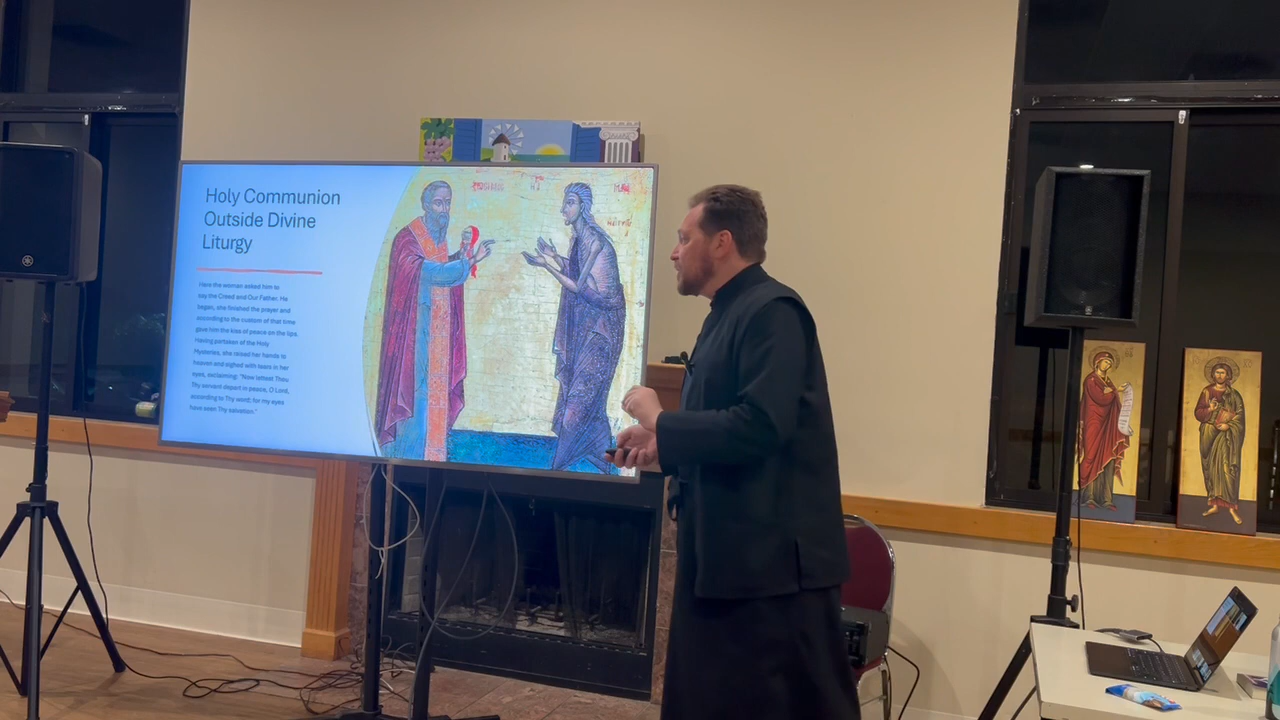 Holy Communion
Outside Divine
Liturgy
Here the woman asked him to
say the Creed and Our Father. He
began, she finished the prayer and
according to the custom of that time
gave him the kiss of peace on the lips.
Having partaken of the Holy
Mysteries, she raised her hands to
heaven and sighed with tears in her
eyes, exclaiming: "Now lettest Thou
Thy servant depart in peace, O Lord,
according to Thy word; for my eyes
have seen Thy salvation."